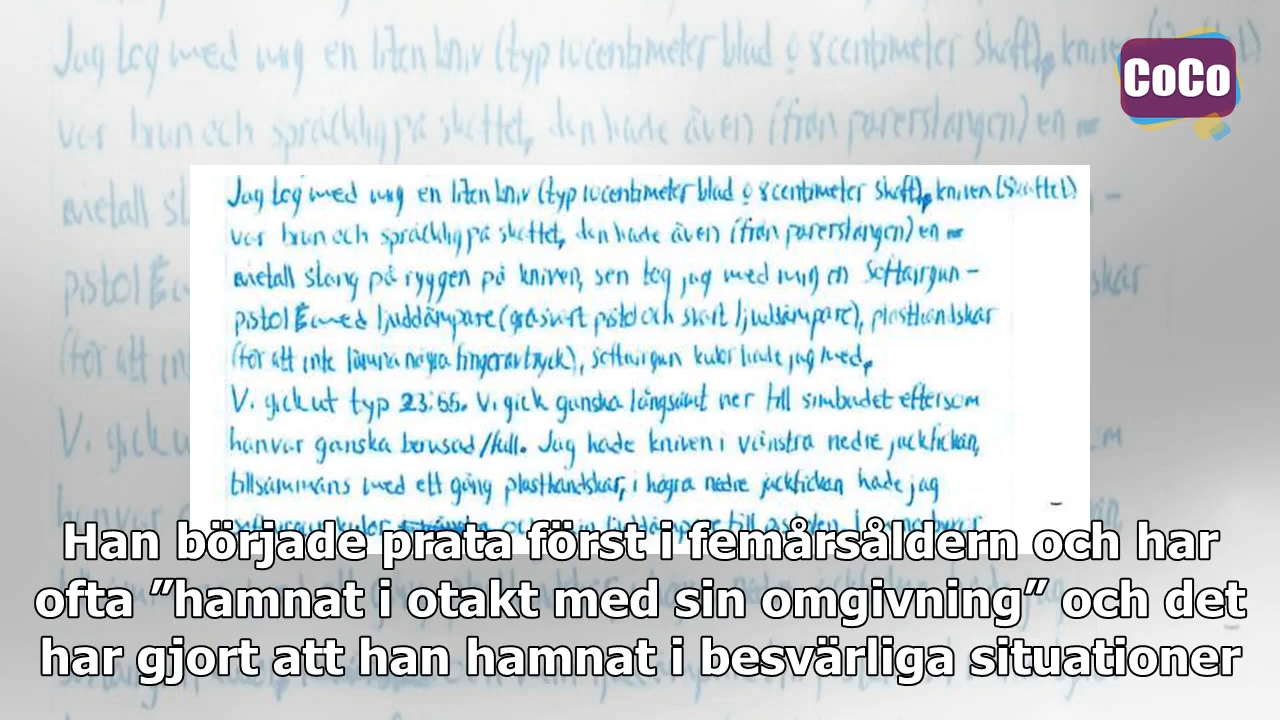 CoCo
Jag tog med mig en liten kniv (typ 10centimeter blad o 8centimeter skaft), kniven (skaftet)
var brun och spräcklig på skaftet, den hade även (från parerstången) en
metall stång på ryggen på kniven, sen tog jag med mig en Softairgun-
pistol med ljuddämpare (gråsvart pistol och svart ljuddämpare), plasthandskar
(för att inte lämna några fingeravtryck), softairgun kulor hade jag med,
Vi gick ut typ 23:55. Vi gick ganska långsamt ner till simbadet eftersom
han var ganska berusad/full. Jag hade kniven i vänstra nedre jackfickan,
tillsammans med ett gäng plasthandskar, i högra nedre jackfickan hade jag
Han började prata först i femårsåldern och har
ofta ”hamnat i otakt med sin omgivning” och det
har gjort att han hamnat i besvärliga situationer